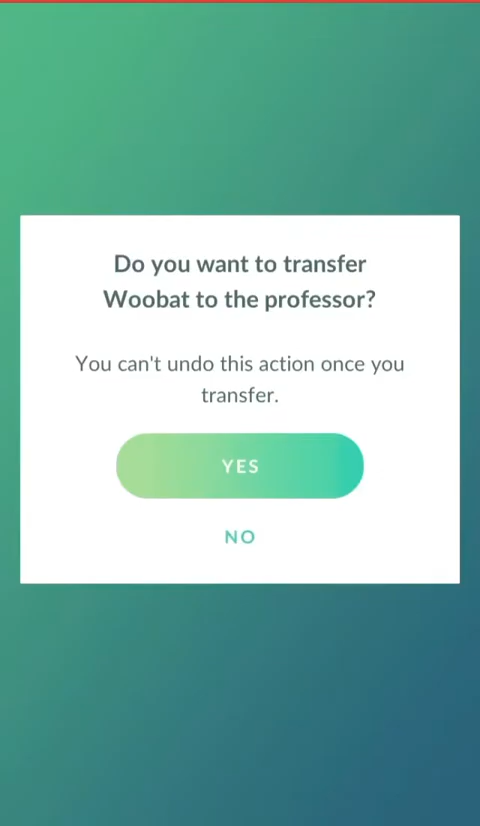 Do you want to transfer
Woobat to the professor?
You can't undo this action once you
transfer.
YES
NO